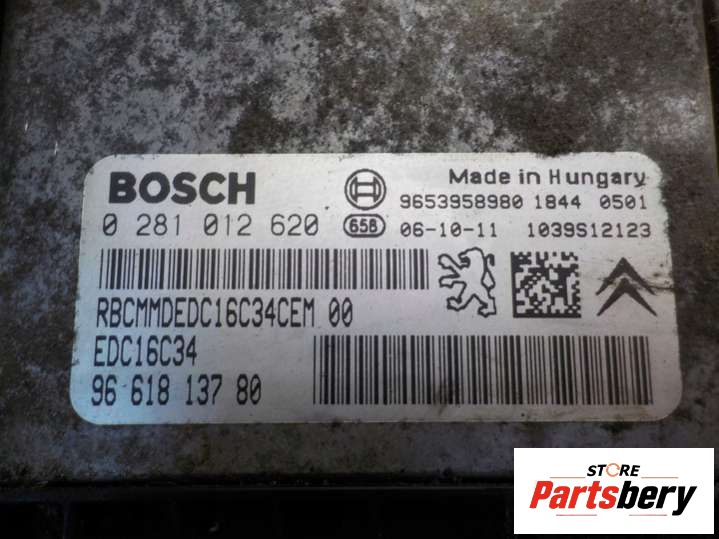 BOSCH
Made in Hungary
9653958980 1844 0501
0 281 012 620 658 06-10-11 1039S12123
RBCMMDEDC16C34CEM 00
EDC16C34
96 618 137 80
STORE
Partsbery